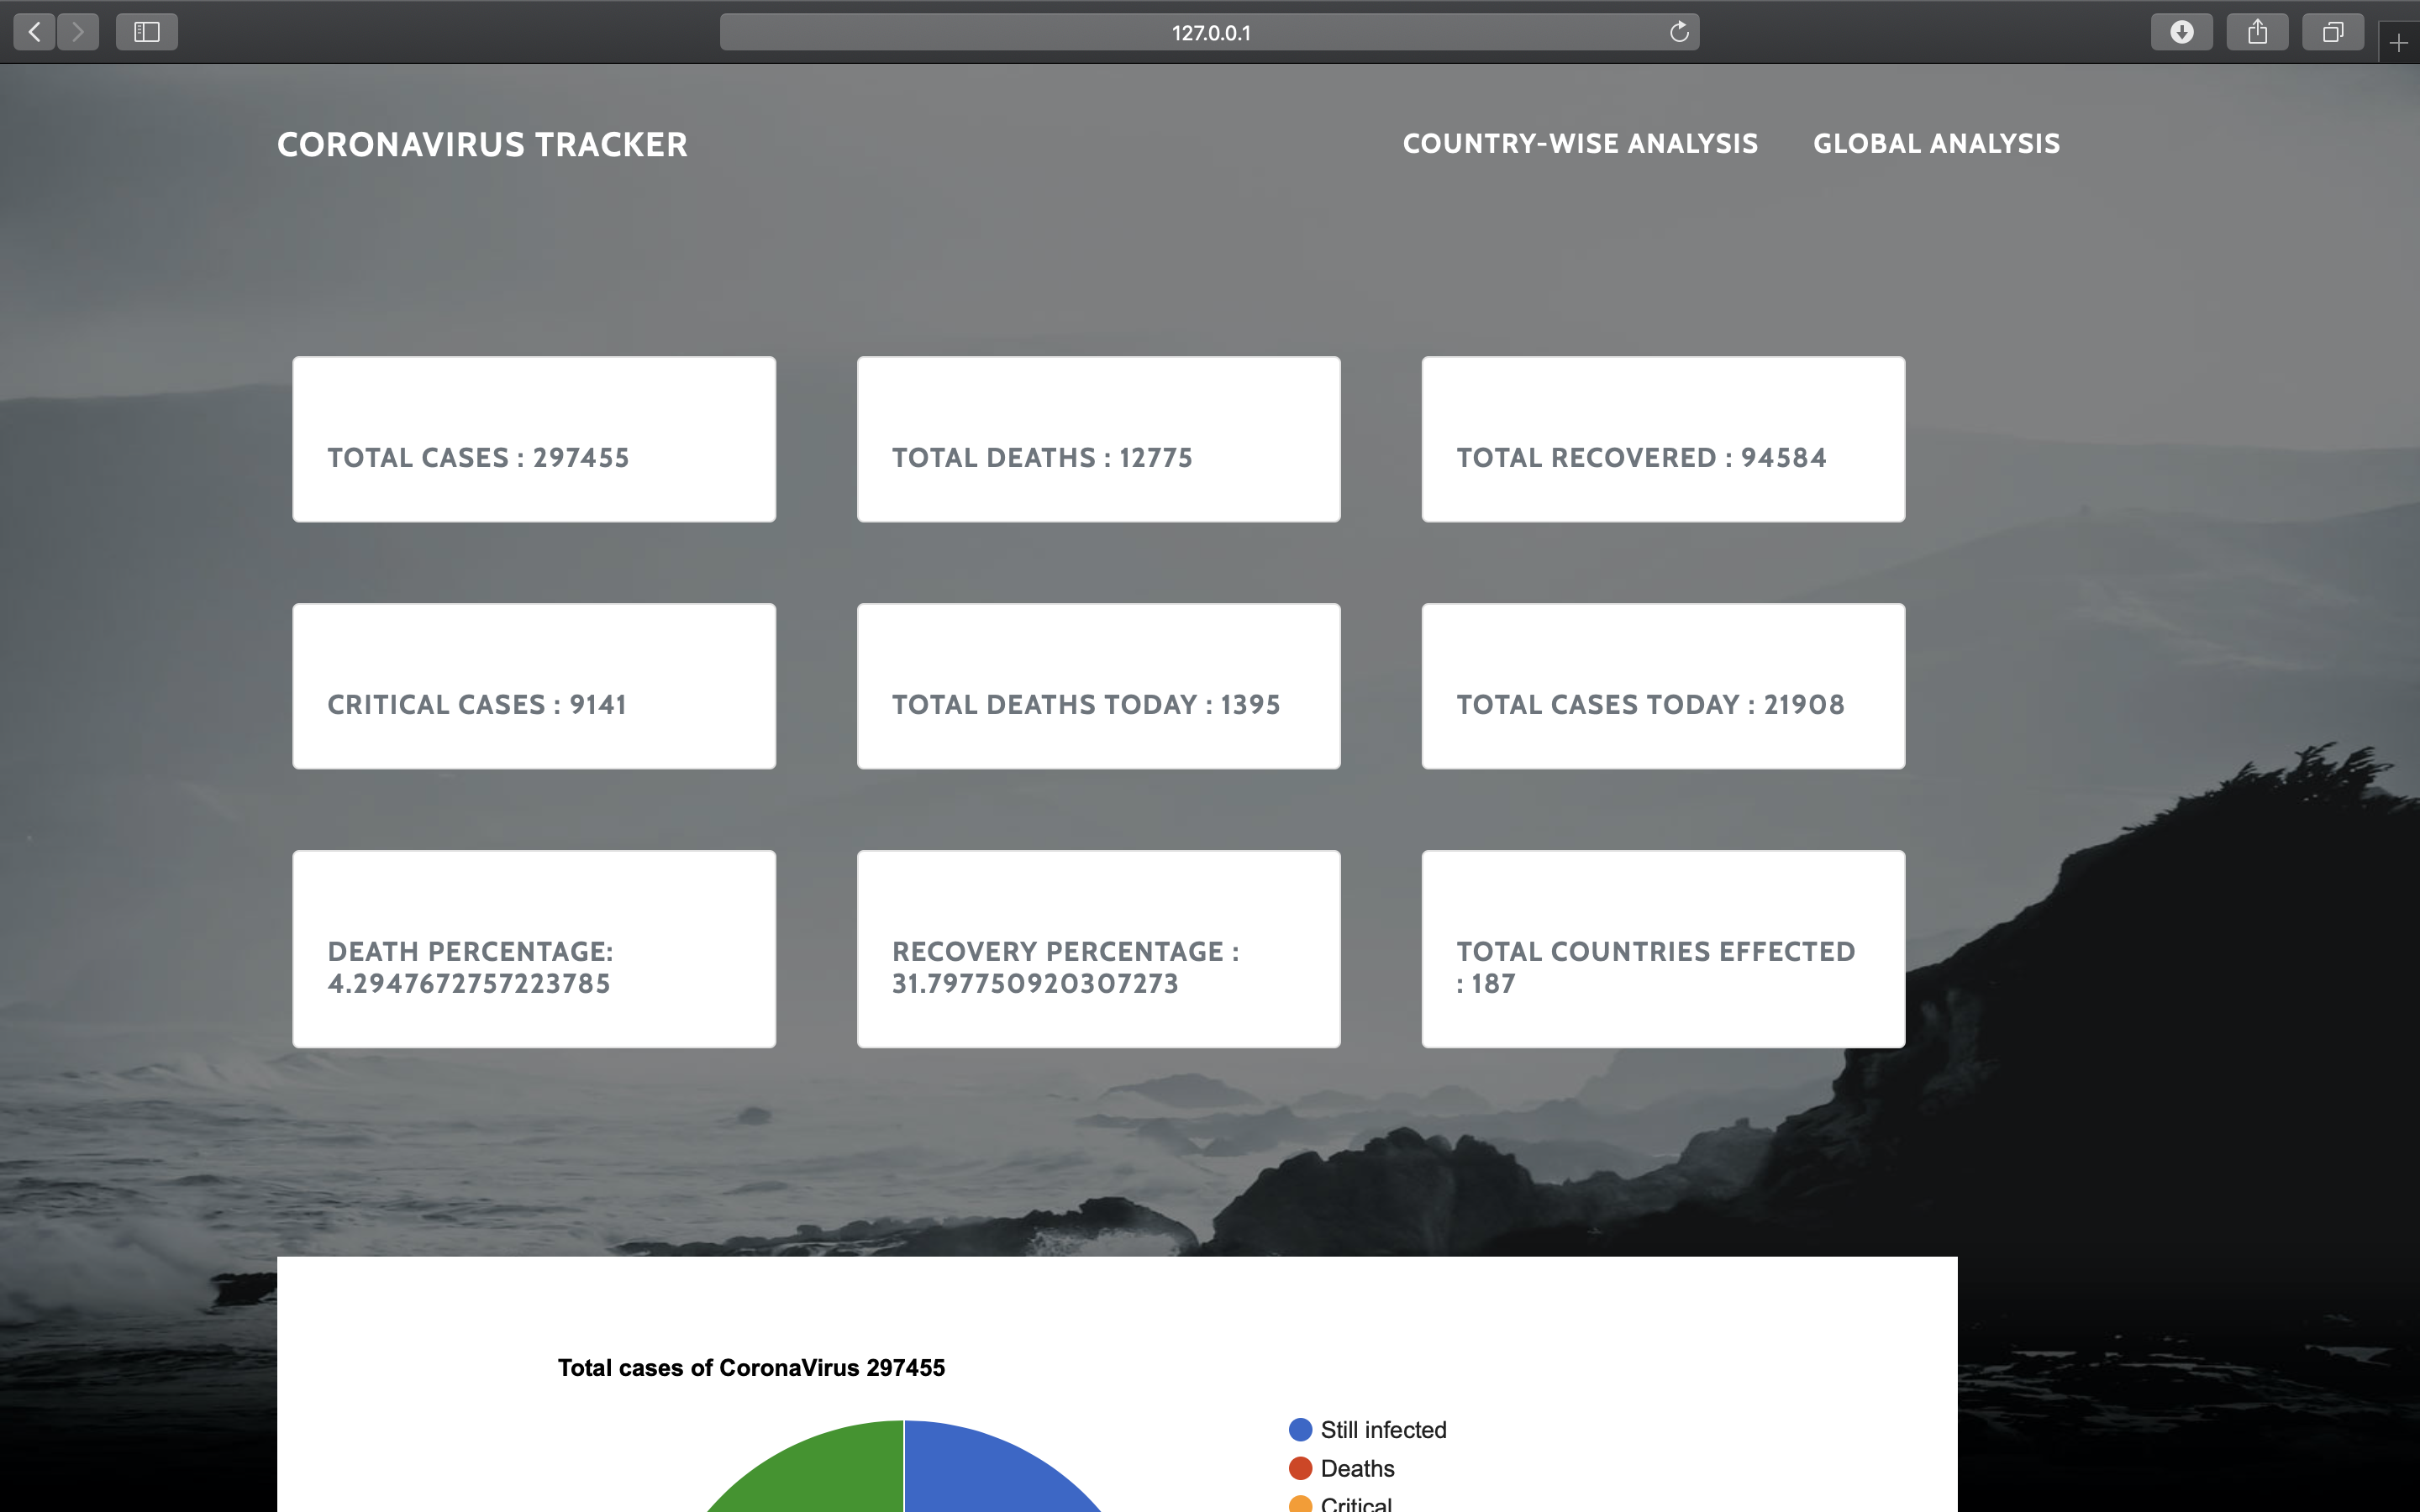 127.0.0.1
CORONAVIRUS TRACKER
COUNTRY-WISE ANALYSIS
GLOBAL ANALYSIS
TOTAL CASES : 297455
TOTAL DEATHS : 12775
TOTAL RECOVERED : 94584
CRITICAL CASES : 9141
TOTAL DEATHS TODAY : 1395
TOTAL CASES TODAY : 21908
DEATH PERCENTAGE:
4.2947672757223785
RECOVERY PERCENTAGE :
31.797750920307273
TOTAL COUNTRIES EFFECTED
: 187
Total cases of CoronaVirus 297455
Still infected
Deaths
Critical